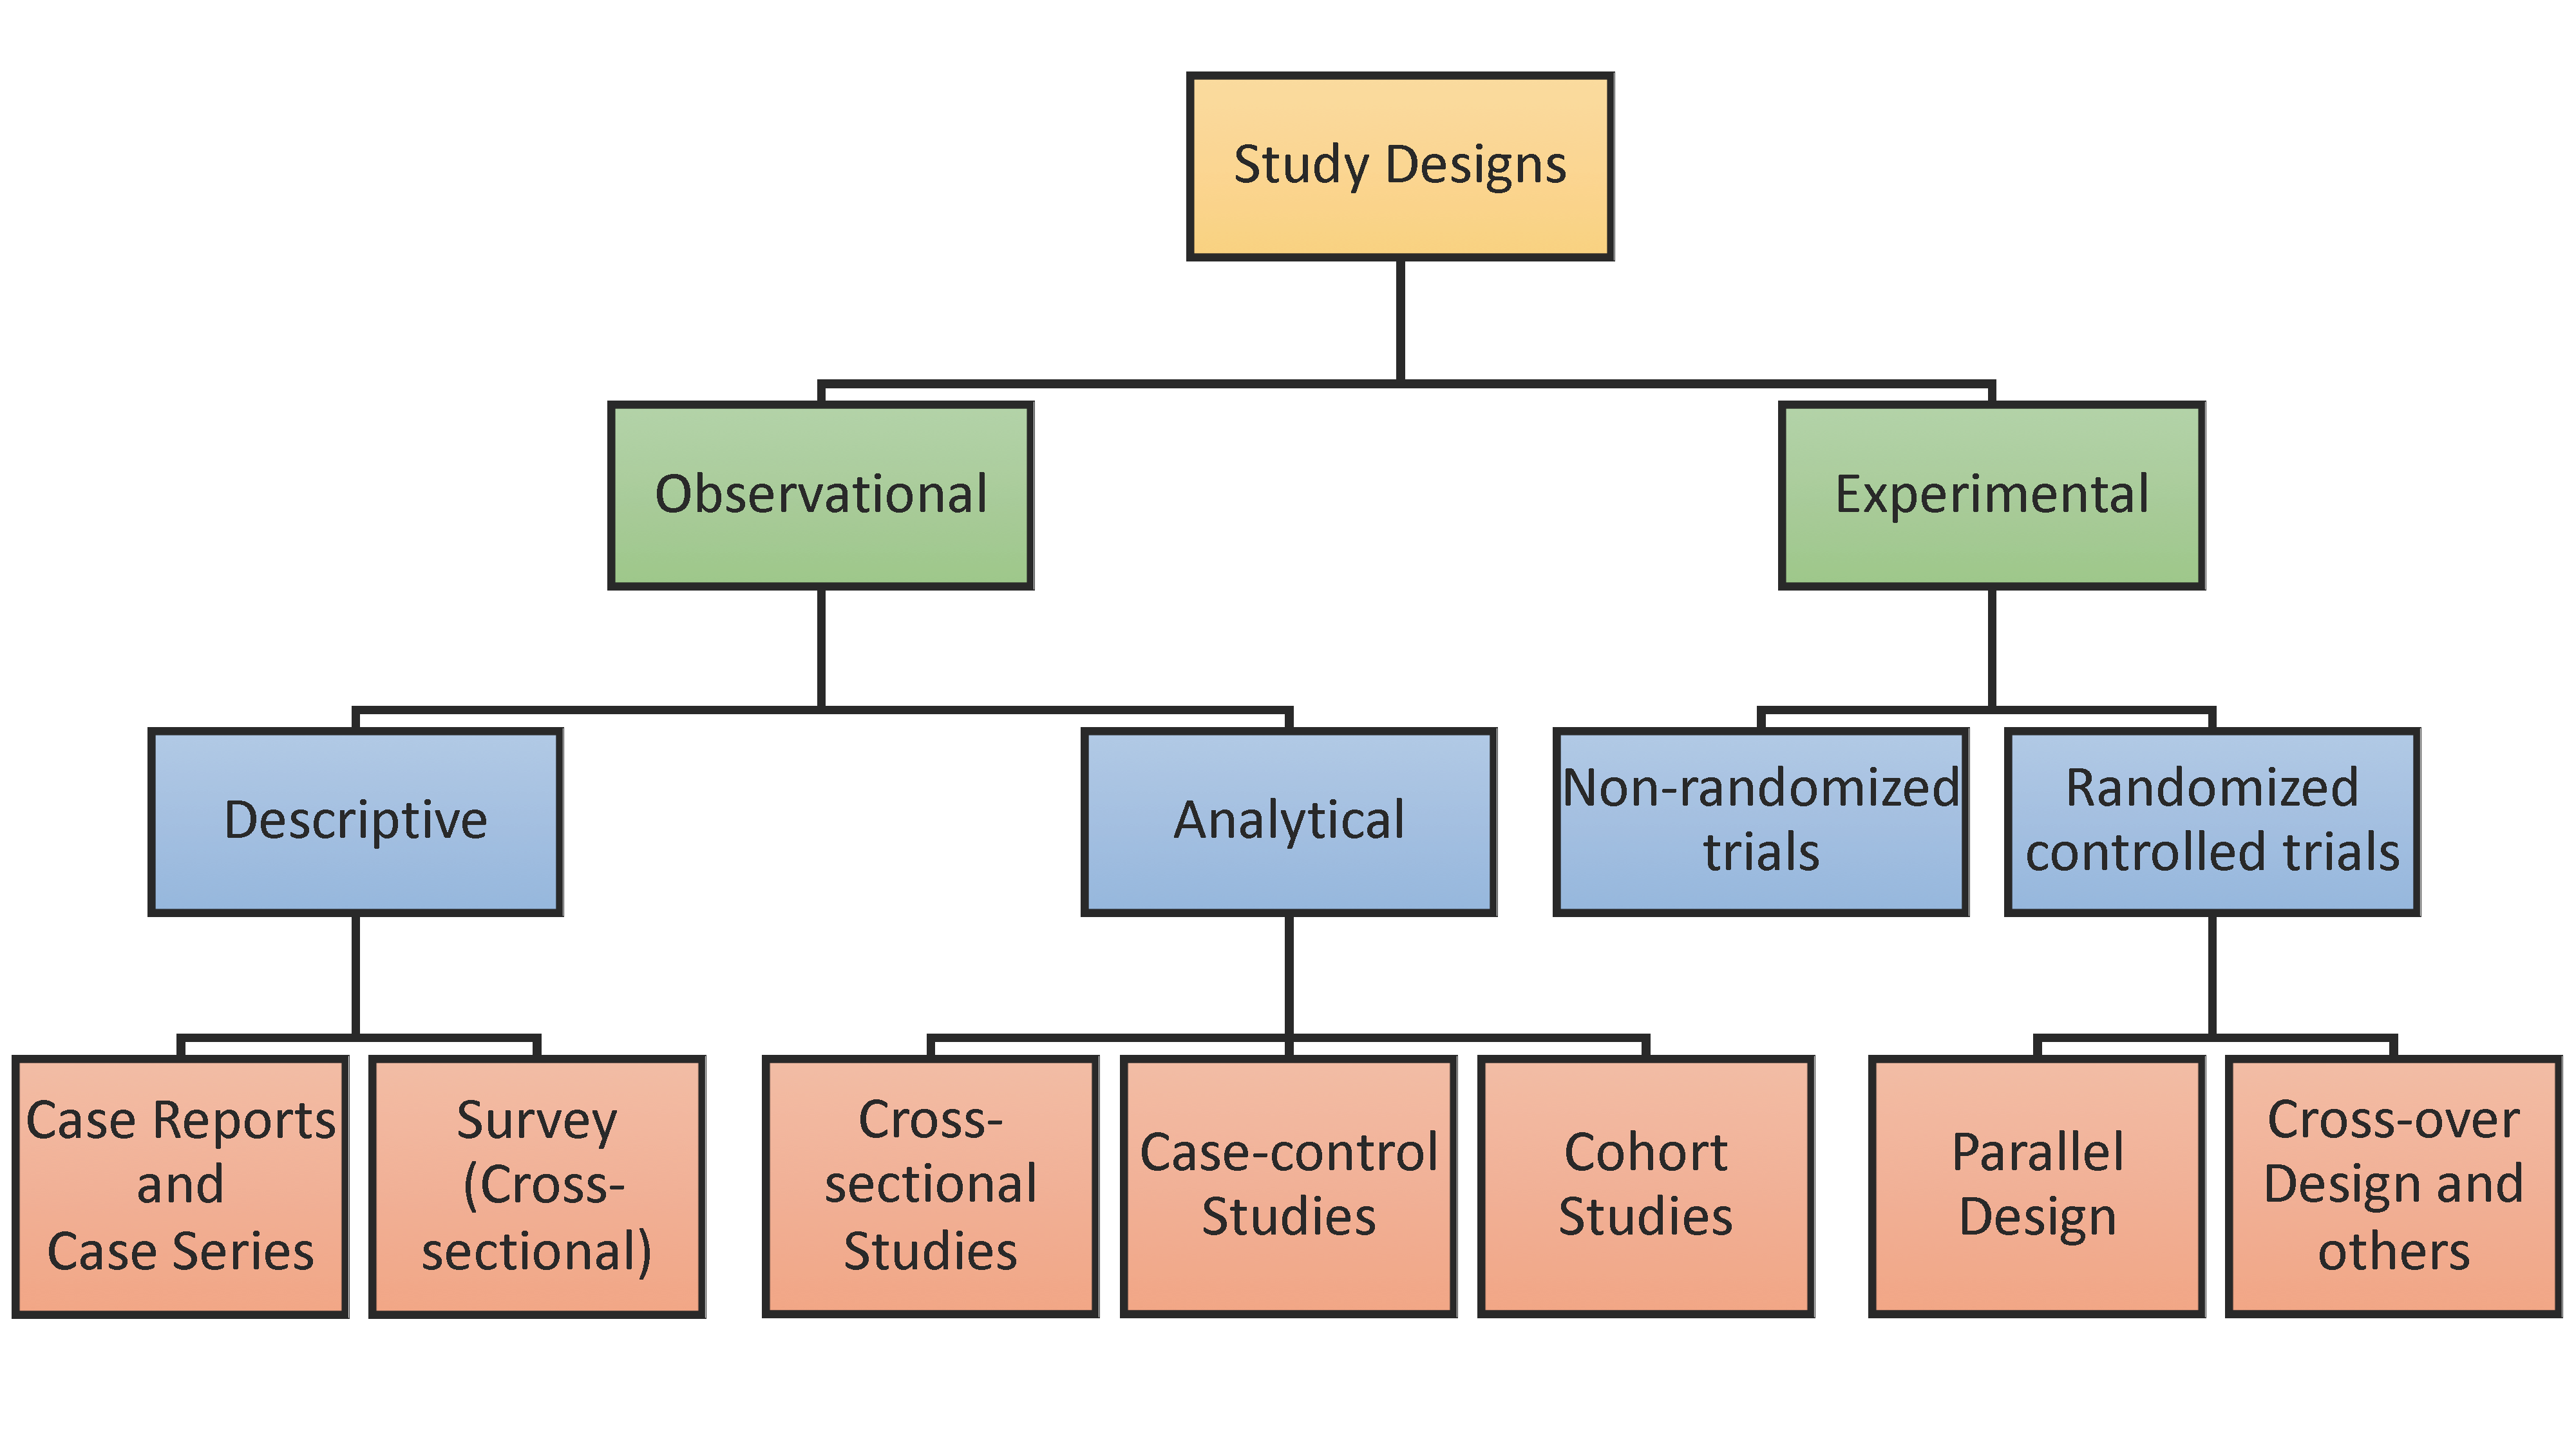 Study Designs
Observational
Experimental
Descriptive
Analytical
Non-randomized
trials
Randomized
controlled trials
Case Reports
and
Case Series
Survey
(Cross-
sectional)
Cross-
sectional
Studies
Case-control
Studies
Cohort
Studies
Parallel
Design
Cross-over
Design and
others